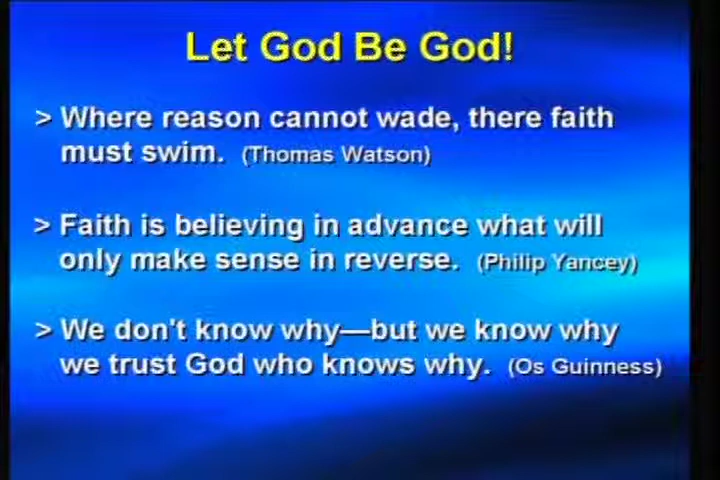 Let God Be God!
> Where reason cannot wade, there faith
must swim. (Thomas Watson)
> Faith is believing in advance what will
only make sense in reverse. (Philip Yancey)
> We don't know why—but we know why
we trust God who knows why. (Os Guinness)